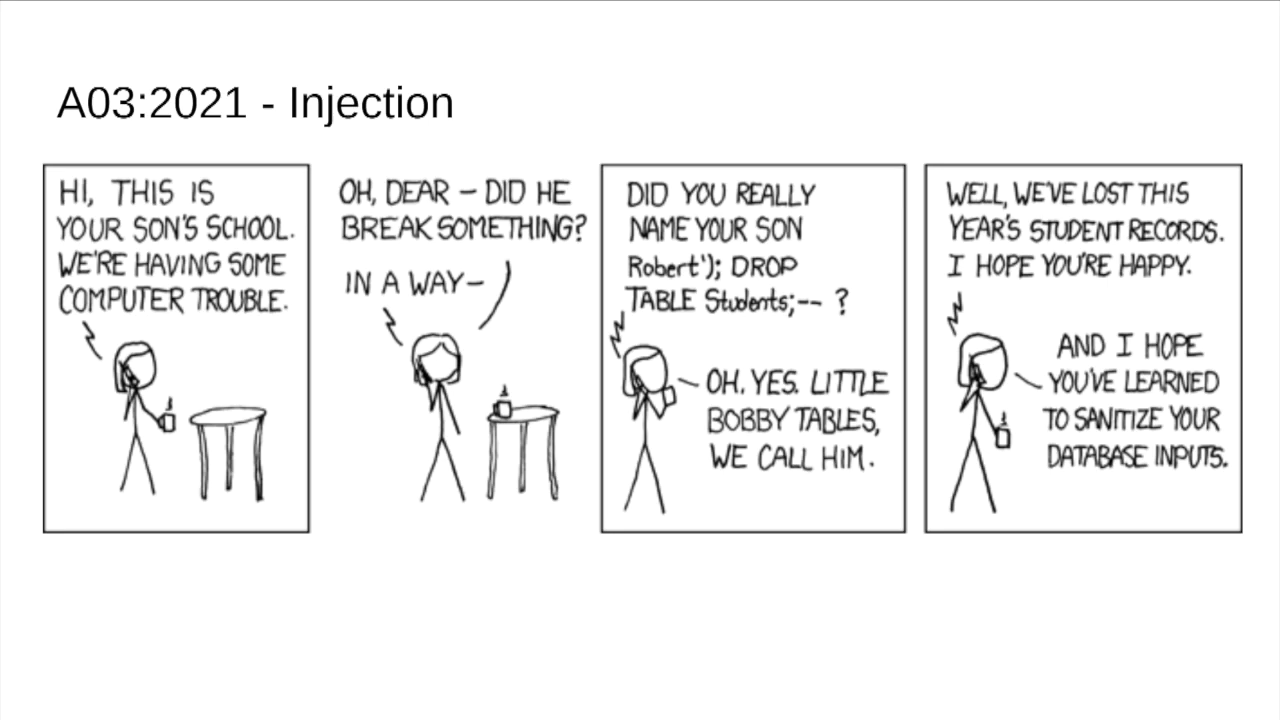 A03:2021 - Injection
HI, THIS IS
YOUR SON'S SCHOOL.
WE'RE HAVING SOME
COMPUTER TROUBLE.
OH, DEAR – DID HE
BREAK SOMETHING?
IN A WAY–
DID YOU REALLY
NAME YOUR SON
Robert'); DROP
TABLE Students;-- ?
OH. YES. LITTLE
BOBBY TABLES,
WE CALL HIM.
WELL, WE'VE LOST THIS
YEAR'S STUDENT RECORDS.
I HOPE YOU'RE HAPPY.
AND I HOPE
YOU'VE LEARNED
TO SANITIZE YOUR
DATABASE INPUTS.